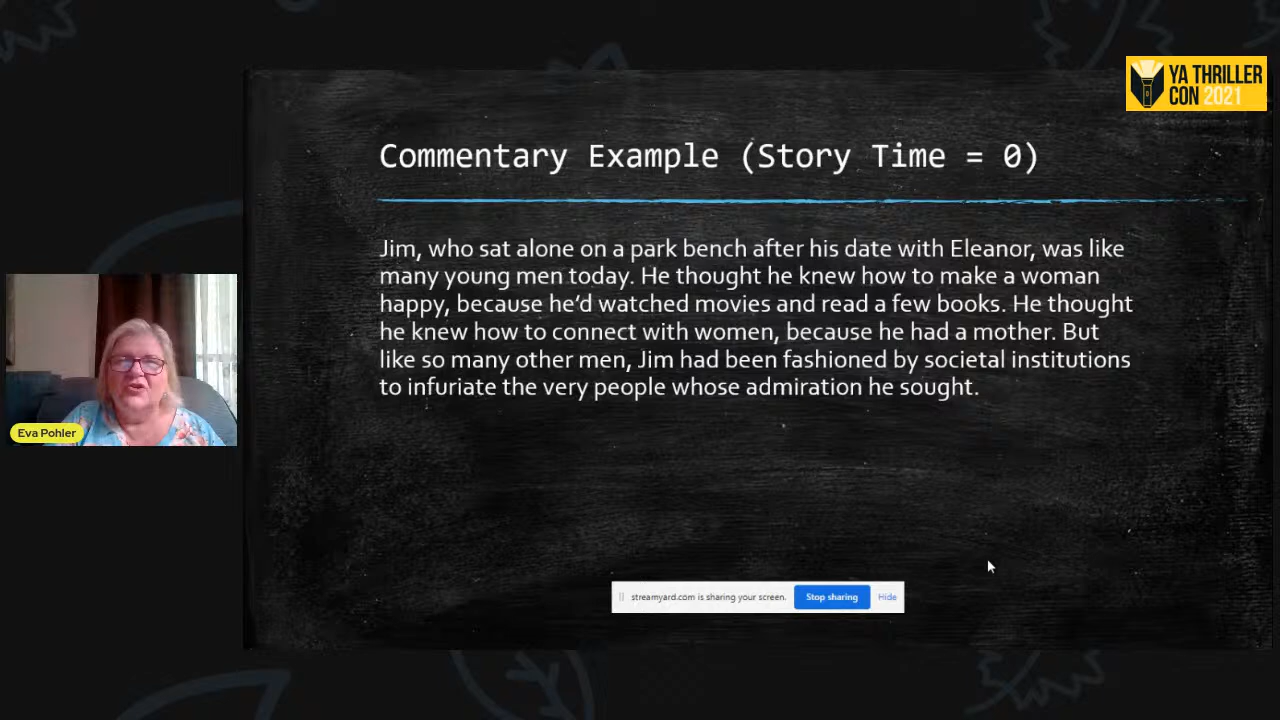 YA THRILLER
CON 2021
Commentary Example (Story Time = 0)
Jim, who sat alone on a park bench after his date with Eleanor, was like
many young men today. He thought he knew how to make a woman
happy, because he’d watched movies and read a few books. He thought
he knew how to connect with women, because he had a mother. But
like so many other men, Jim had been fashioned by societal institutions
to infuriate the very people whose admiration he sought.
Eva Pohler
streamyard.com is sharing your screen. Stop sharing Hide